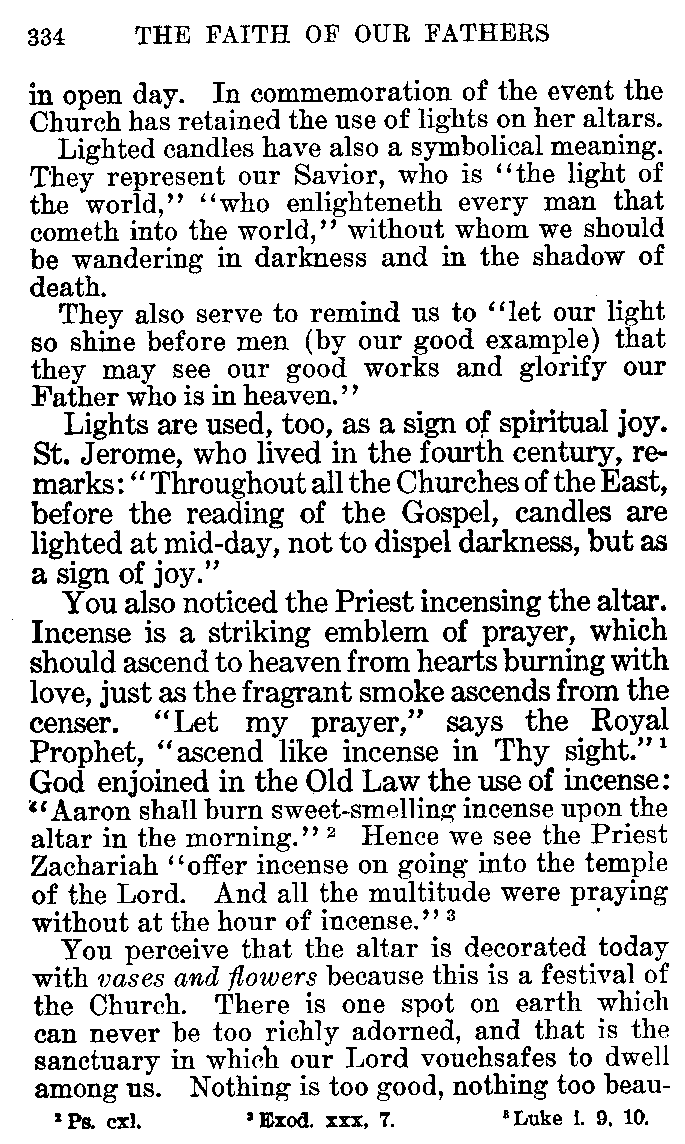 334 THE FAITH OF OUR FATHERS
in open day. In commemoration of the event the
Church has retained the use of lights on her altars.
Lighted candles have also a symbolical meaning.
They represent our Savior, who is "the light of
the world," "who enlighteneth every man that
cometh into the world," without whom we should
be wandering in darkness and in the shadow of
death.
They also serve to remind us to "let our light
so shine before men (by our good example) that
they may see our good works and glorify our
Father who is in heaven."
Lights are used, too, as a sign of spiritual joy.
St. Jerome, who lived in the fourth century, re-
marks: "Throughout all the Churches of the East,
before the reading of the Gospel, candles are
lighted at mid-day, not to dispel darkness, but as
a sign of joy."
You also noticed the Priest incensing the altar.
Incense is a striking emblem of prayer, which
should ascend to heaven from hearts burning with
love, just as the fragrant smoke ascends from the
censer. "Let my prayer," says the Royal
Prophet, "ascend like incense in Thy sight." ¹
God enjoined in the Old Law the use of incense:
"Aaron shall burn sweet-smelling incense upon the
altar in the morning." ² Hence we see the Priest
Zachariah "offer incense on going into the temple
of the Lord. And all the multitude were praying
without at the hour of incense." ³
You perceive that the altar is decorated today
with vases and flowers because this is a festival of
the Church. There is one spot on earth which
can never be too richly adorned, and that is the
sanctuary in which our Lord vouchsafes to dwell
among us. Nothing is too good, nothing too beau-
¹ Ps. cxl. ² Exod. xxx, 7. ³ Luke i. 9, 10.